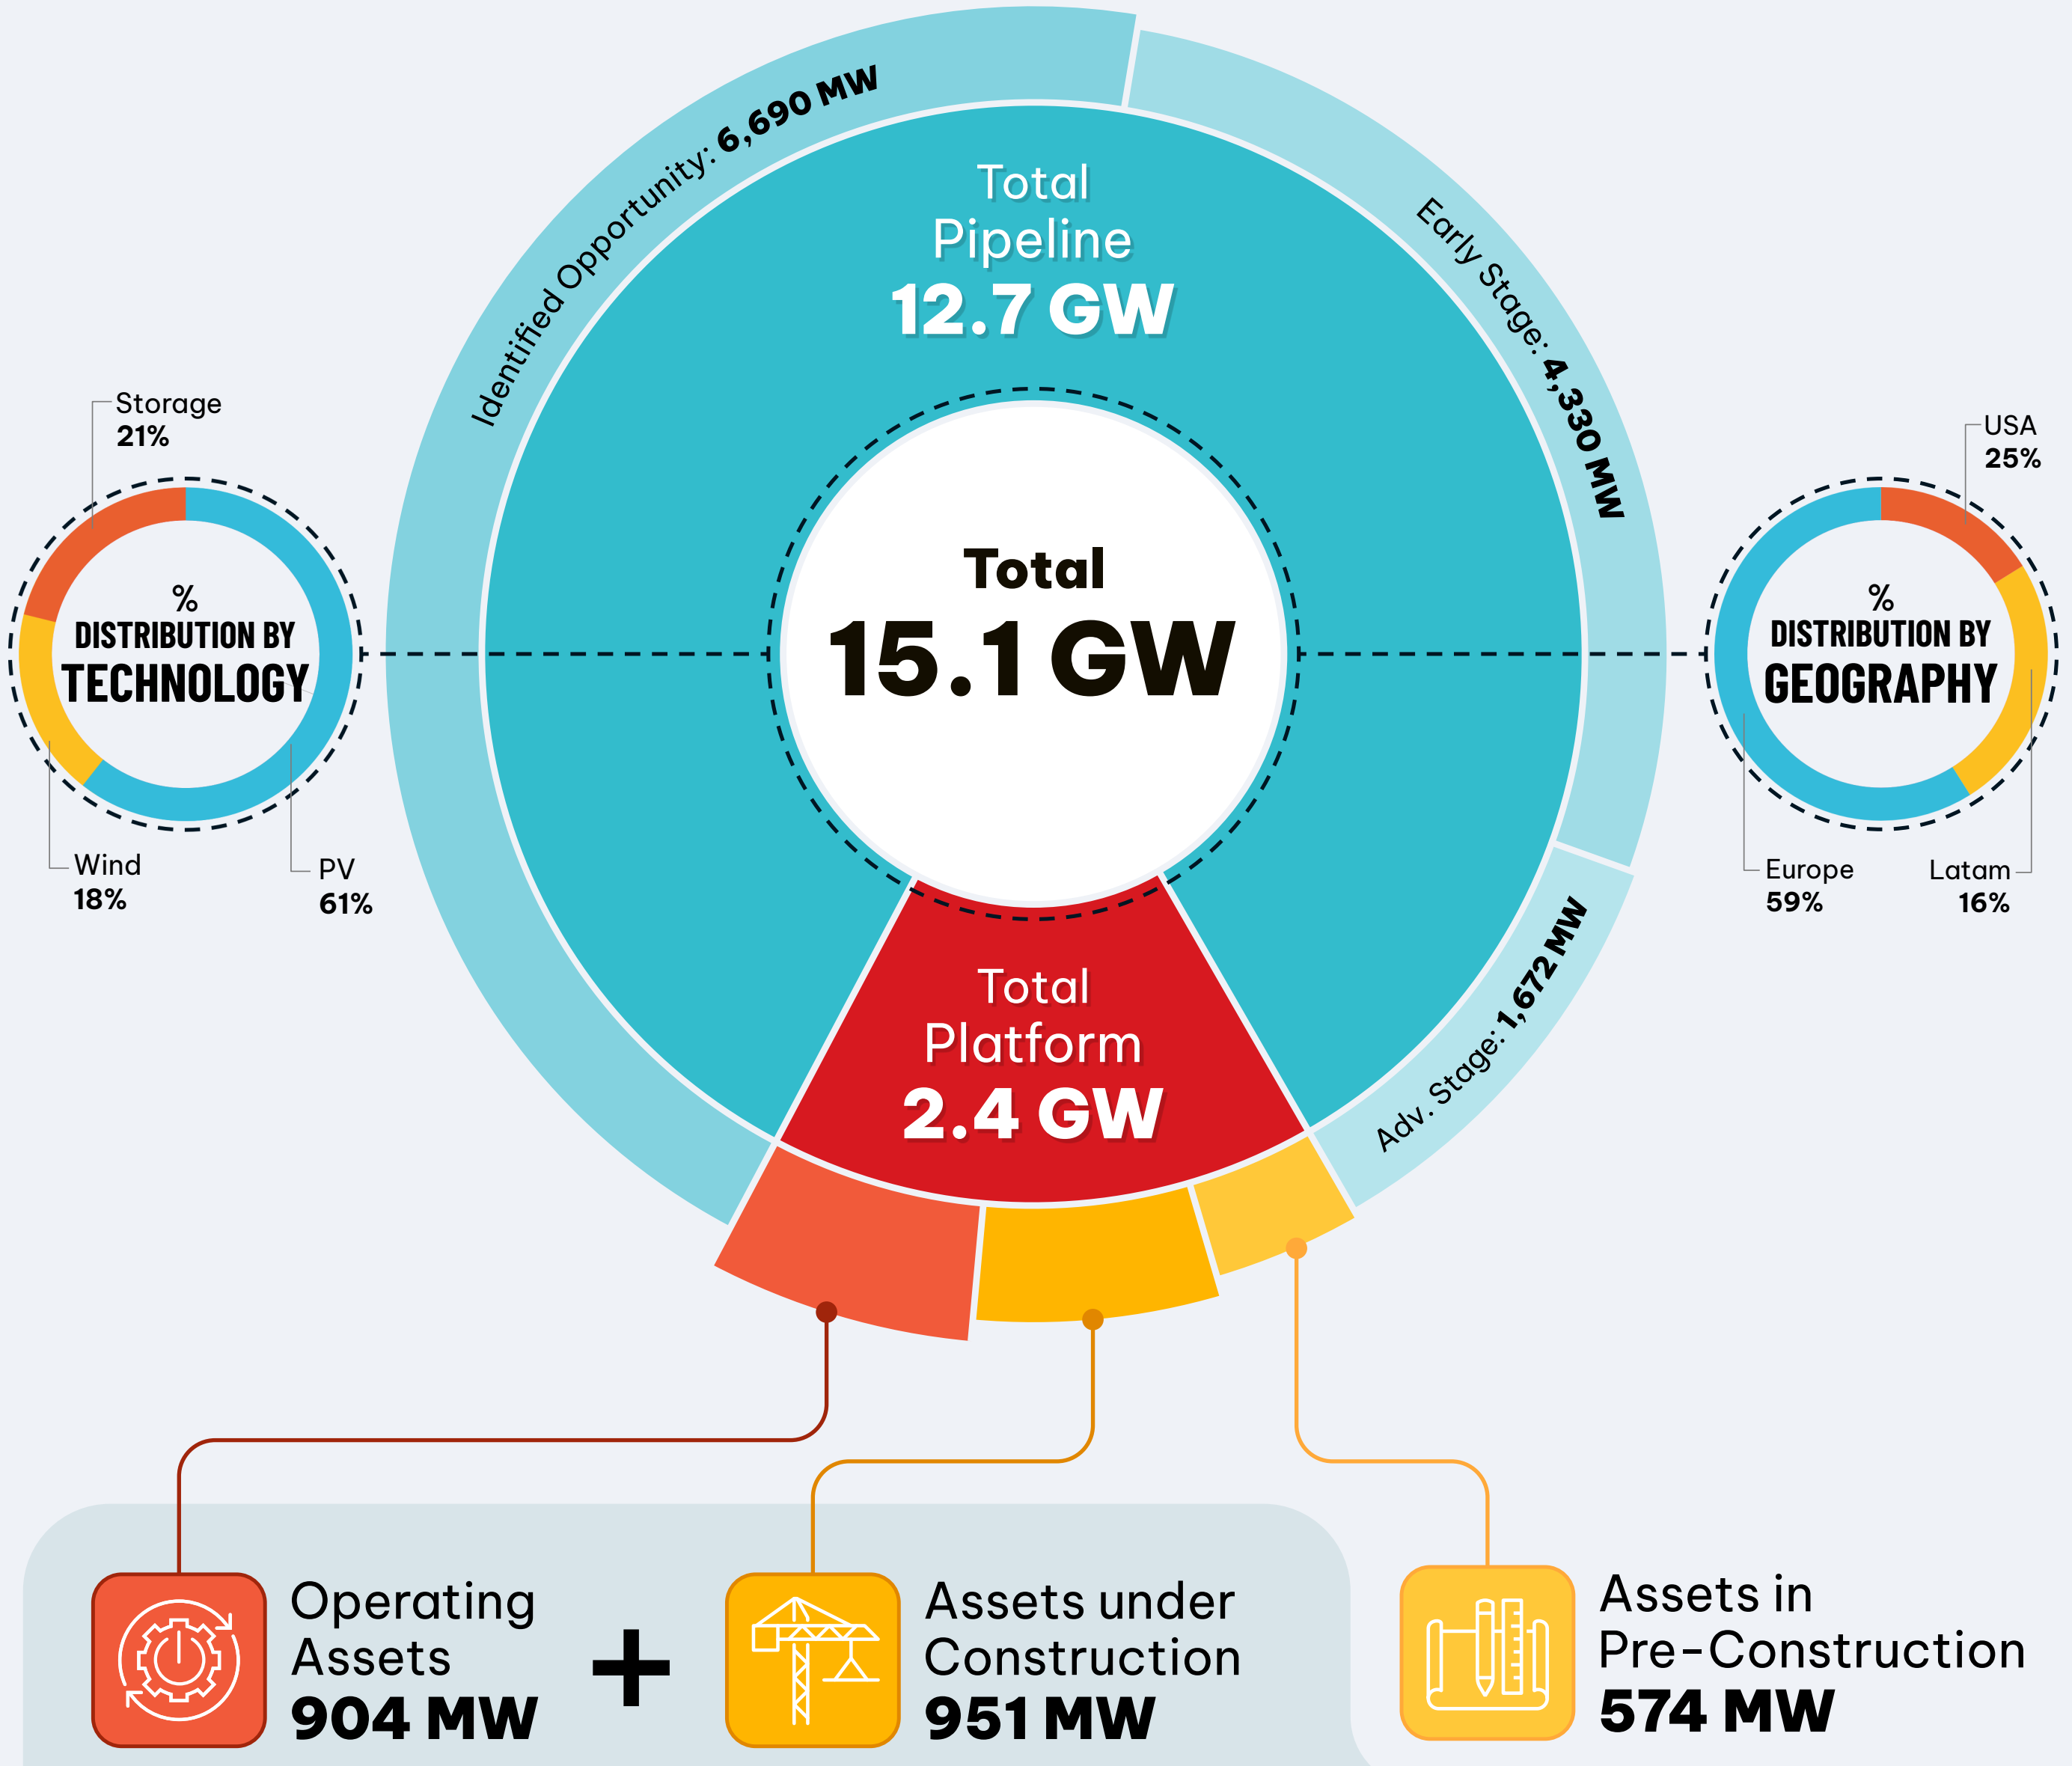 Identified Opportunity: 6,690 MW
Early Stage: 4,330 MW
Adv. Stage: 1,672 MW
Total
Pipeline
12.7 GW
Total
15.1 GW
Total
Platform
2.4 GW
Storage
21%
%
DISTRIBUTION BY
TECHNOLOGY
Wind
18%
PV
61%
USA
25%
%
DISTRIBUTION BY
GEOGRAPHY
Europe
59%
Latam
16%
Operating
Assets
904 MW
+
Assets under
Construction
951 MW
Assets in
Pre-Construction
574 MW